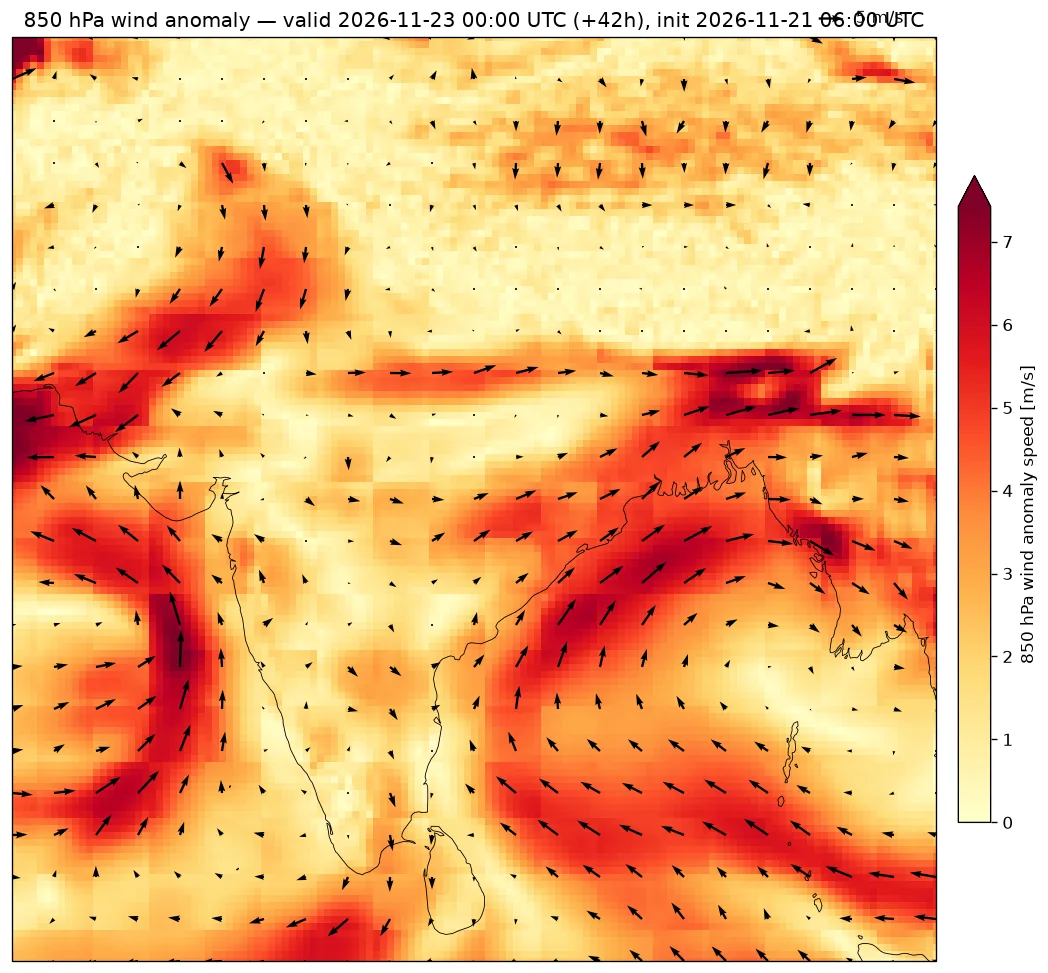 850 hPa wind anomaly — valid 2026-11-23 00:00 UTC (+42h), init 2026-11-21 06:00 UTC
5 m/s
7
6
5
4
3
2
1
0
850 hPa wind anomaly speed [m/s]